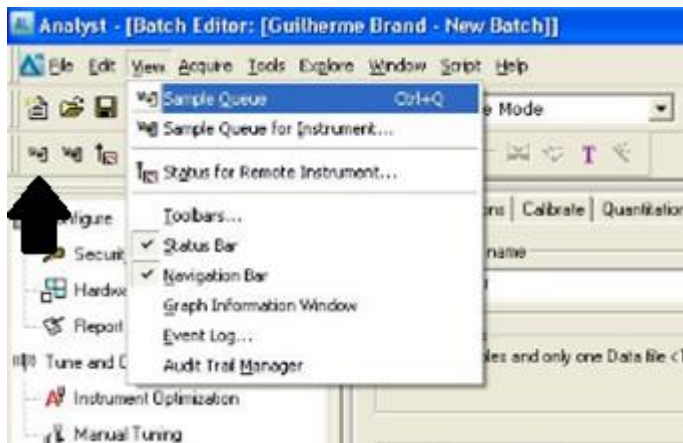 Analyst - [Batch Editor: [Guilherme Brand - New Batch]]
File Edit View Acquire Tools Explore Window Script Help
Sample Queue Ctrl+Q
e Mode
Sample Queue for Instrument...
Status for Remote Instrument...
T
Toolbars...
Status Bar
Navigation Bar
Graph Information Window
Event Log...
Audit Trail Manager
ons Calibrate Quantitation
name
les and only one Data file <T
nfigure
Securit
Hardwa
Report
Tune and C
Instrument Optimization
Manual Tuning